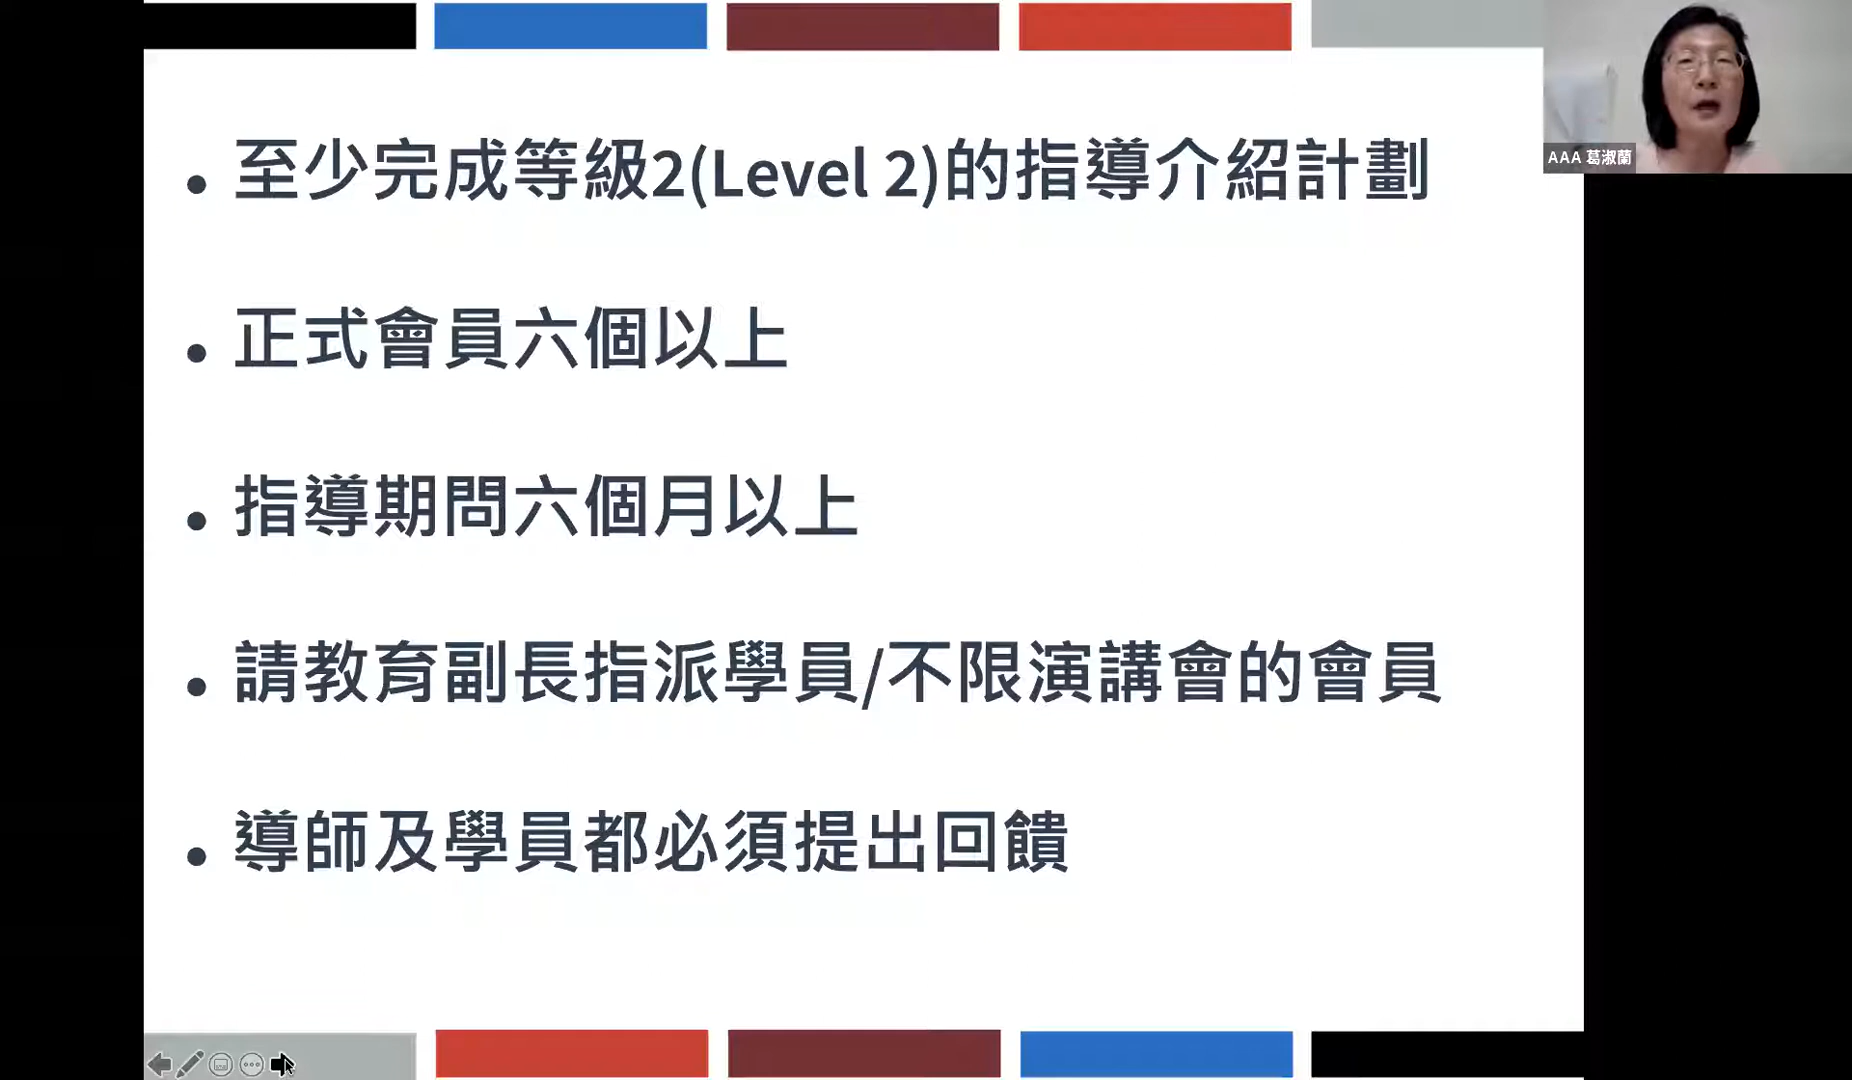 • 至少完成等級2(Level 2)的指導介紹計劃
• 正式會員六個以上
• 指導期間六個月以上
• 請教育副長指派學員/不限演講會的會員
• 導師及學員都必須提出回饋
AAA 葛淑蘭